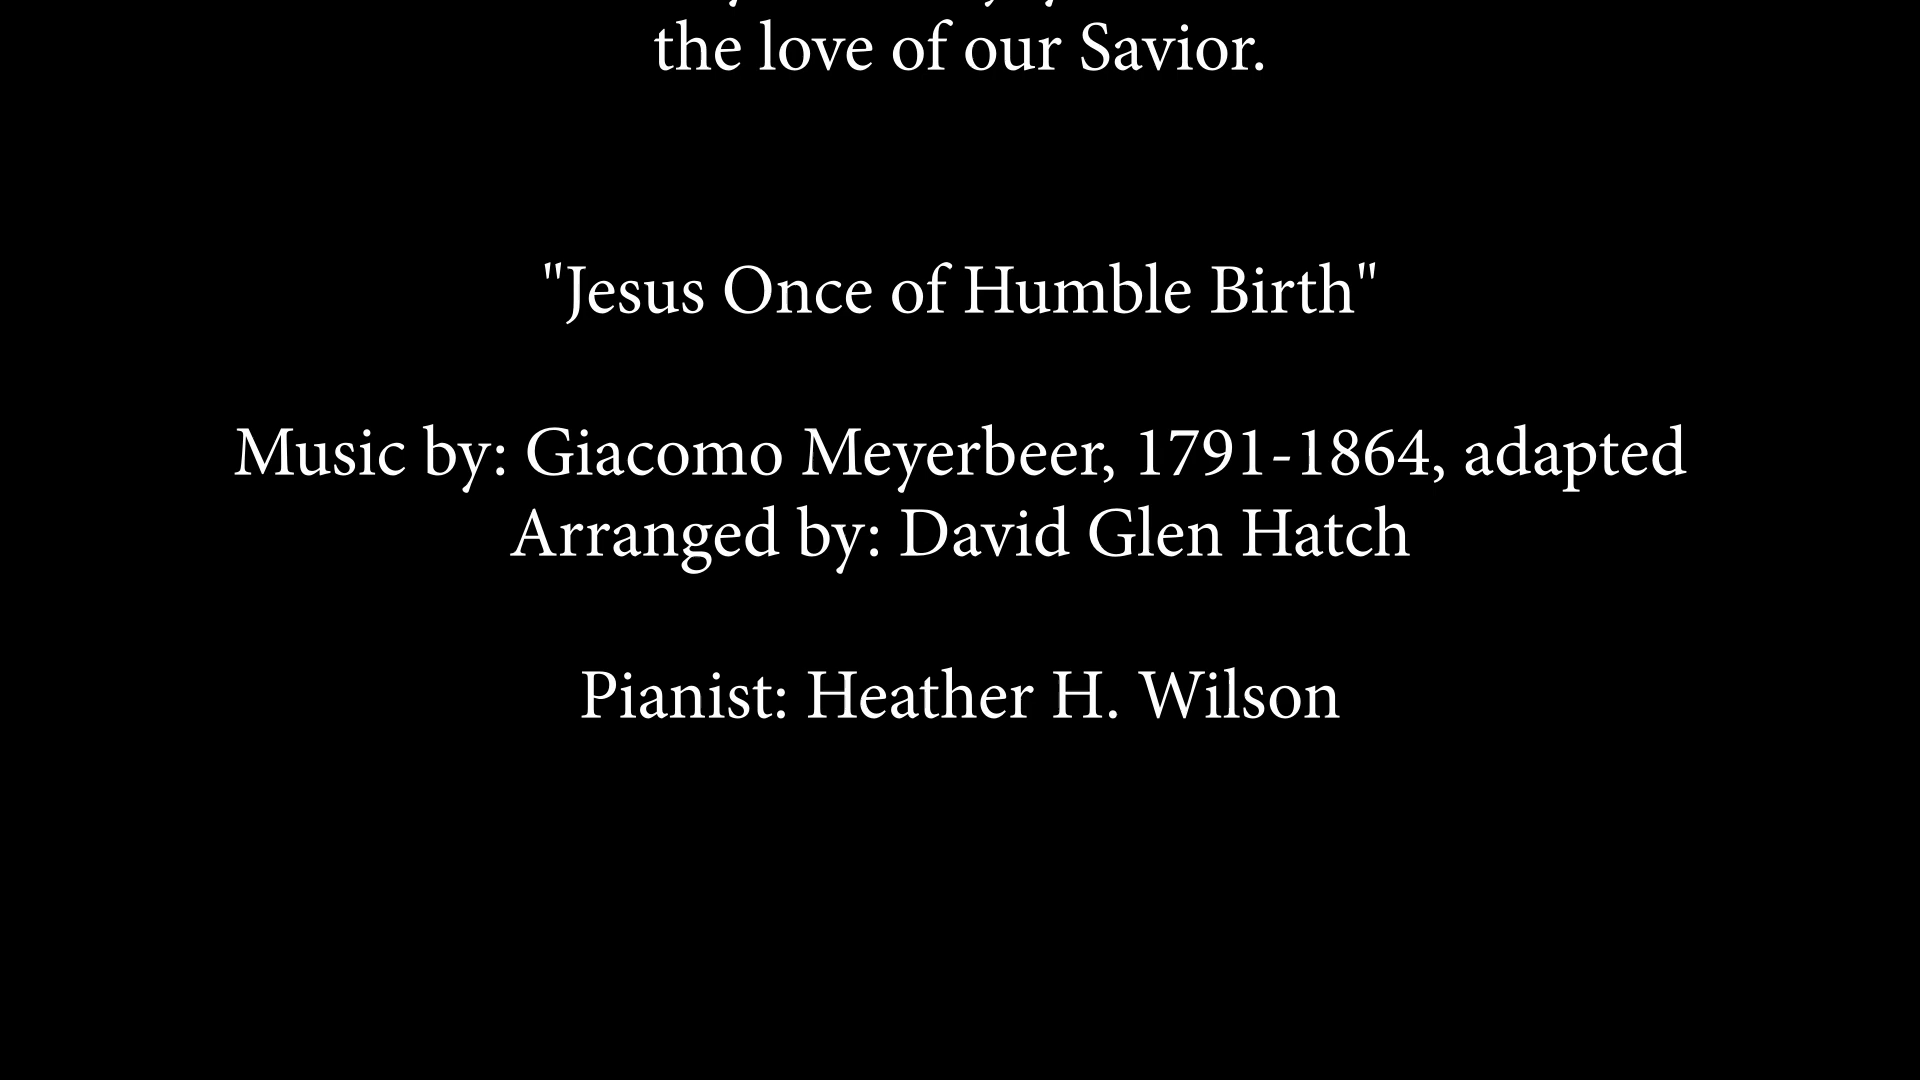 the love of our Savior.
"Jesus Once of Humble Birth"
Music by: Giacomo Meyerbeer, 1791-1864, adapted
Arranged by: David Glen Hatch
Pianist: Heather H. Wilson